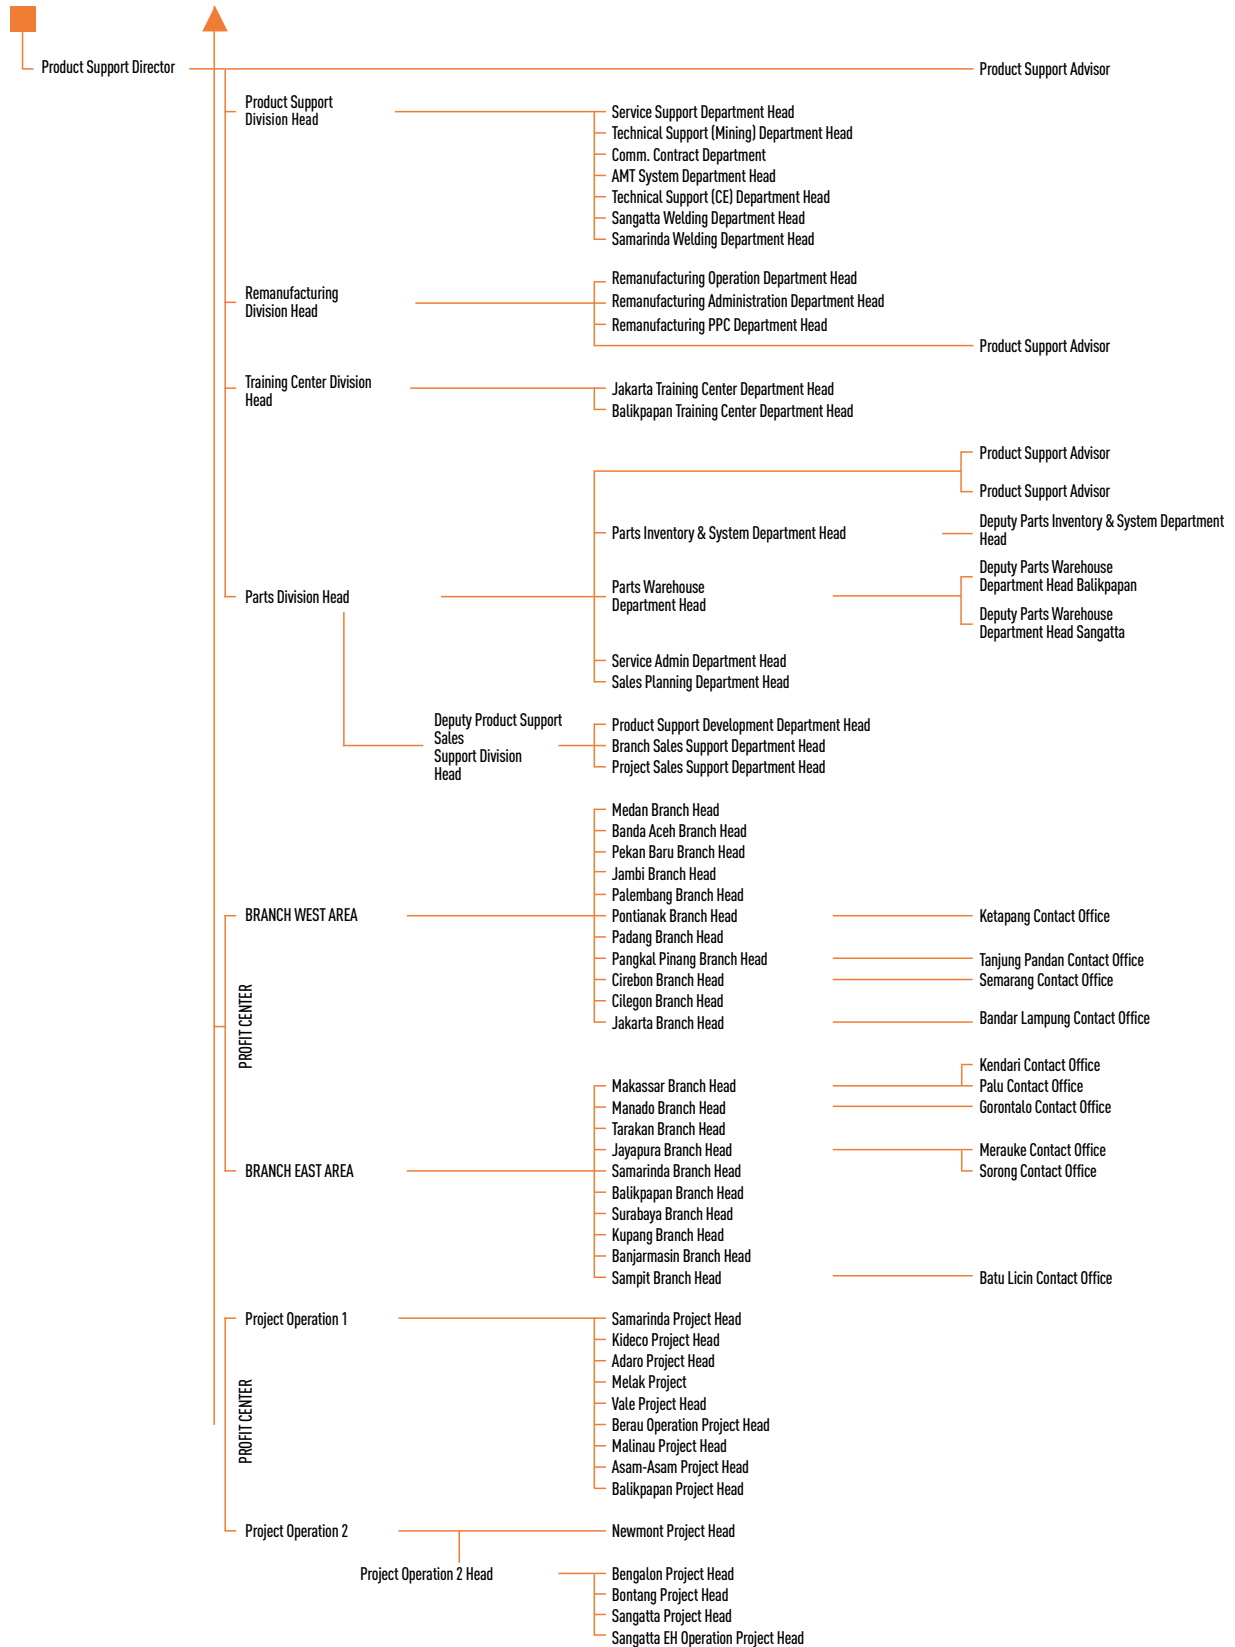 Product Support Director
Product Support Advisor
Product Support
Division Head
Service Support Department Head
Technical Support (Mining) Department Head
Comm. Contract Department
AMT System Department Head
Technical Support (CE) Department Head
Sangatta Welding Department Head
Samarinda Welding Department Head
Remanufacturing
Division Head
Remanufacturing Operation Department Head
Remanufacturing Administration Department Head
Remanufacturing PPC Department Head
Product Support Advisor
Training Center Division
Head
Jakarta Training Center Department Head
Balikpapan Training Center Department Head
Product Support Advisor
Product Support Advisor
Parts Inventory & System Department Head
Deputy Parts Inventory & System Department
Head
Parts Division Head
Parts Warehouse
Department Head
Deputy Parts Warehouse
Department Head Balikpapan
Deputy Parts Warehouse
Department Head Sangatta
Service Admin Department Head
Sales Planning Department Head
Deputy Product Support
Sales
Support Division
Head
Product Support Development Department Head
Branch Sales Support Department Head
Project Sales Support Department Head
PROFIT CENTER
BRANCH WEST AREA
Medan Branch Head
Banda Aceh Branch Head
Pekan Baru Branch Head
Jambi Branch Head
Palembang Branch Head
Pontianak Branch Head
Ketapang Contact Office
Padang Branch Head
Pangkal Pinang Branch Head
Tanjung Pandan Contact Office
Cirebon Branch Head
Semarang Contact Office
Cilegon Branch Head
Jakarta Branch Head
Bandar Lampung Contact Office
BRANCH EAST AREA
Kendari Contact Office
Makassar Branch Head
Palu Contact Office
Manado Branch Head
Gorontalo Contact Office
Tarakan Branch Head
Jayapura Branch Head
Merauke Contact Office
Samarinda Branch Head
Sorong Contact Office
Balikpapan Branch Head
Surabaya Branch Head
Kupang Branch Head
Banjarmasin Branch Head
Sampit Branch Head
Batu Licin Contact Office
PROFIT CENTER
Project Operation 1
Samarinda Project Head
Kideco Project Head
Adaro Project Head
Melak Project
Vale Project Head
Berau Operation Project Head
Malinau Project Head
Asam-Asam Project Head
Balikpapan Project Head
Project Operation 2
Newmont Project Head
Project Operation 2 Head
Bengalon Project Head
Bontang Project Head
Sangatta Project Head
Sangatta EH Operation Project Head